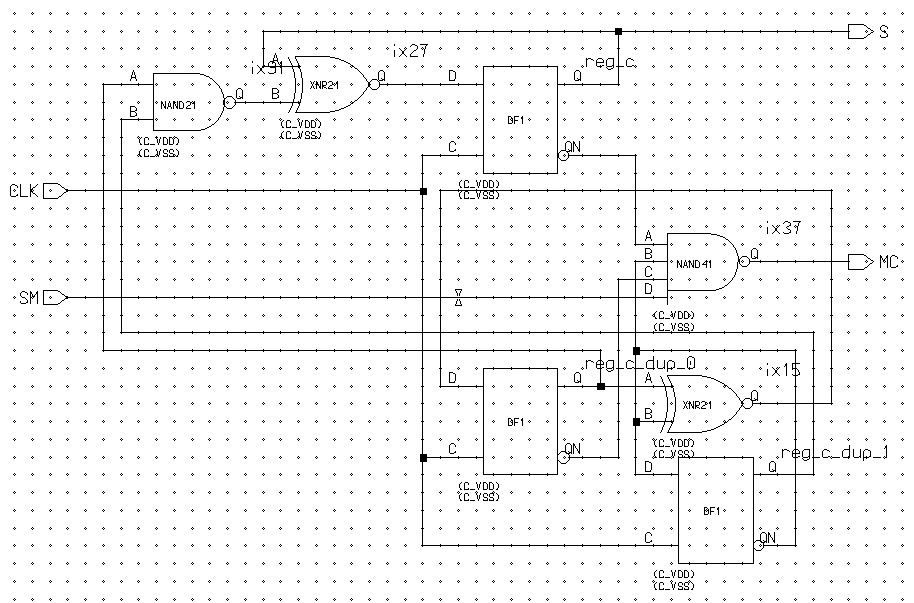 S
ix27
ix31
A
XNR21
Q
B
(C_VDD)
(C_VSS)
A
NAND21
Q
B
(C_VDD)
(C_VSS)
reg_c
D
Q
DF1
C
QN
(C_VDD)
(C_VSS)
CLK
ix37
A
B
NAND41
Q
C
D
(C_VDD)
(C_VSS)
MC
SM
reg_c_dup_0
D
Q
DF1
C
QN
(C_VDD)
(C_VSS)
ix15
A
XNR21
Q
B
(C_VDD)
(C_VSS)
reg_c_dup_1
D
Q
DF1
C
QN
(C_VDD)
(C_VSS)